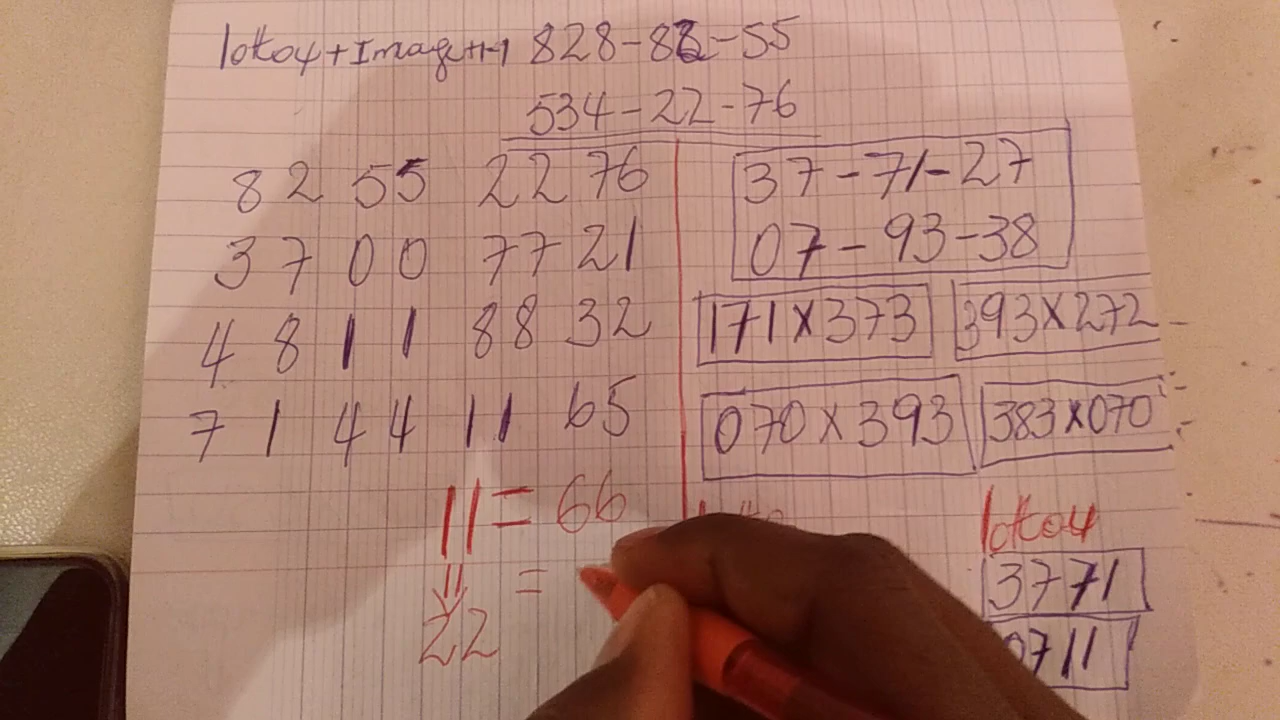 lotto4+Image+1 828-82-55
534-22-76
82 55 22 76
37 00 77 21
48 11 88 32
71 44 11 65
11 = 66
22 =
37-71-27
07-93-38
171x373
393x272
070x393
383x070
lotto4
3771
0711